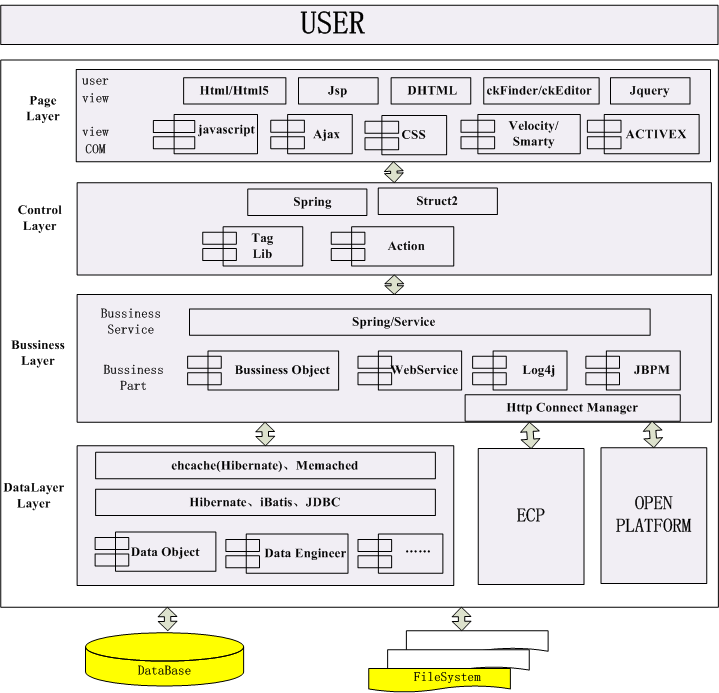 USER
Page
Layer
user
view
Html/Html5
Jsp
DHTML
ckFinder/ckEditor
Jquery
view
COM
javascript
Ajax
CSS
Velocity/
Smarty
ACTIVEX
Control
Layer
Spring
Struct2
Tag
Lib
Action
Bussiness
Layer
Bussiness
Service
Spring/Service
Bussiness
Part
Bussiness Object
WebService
Log4j
JBPM
Http Connect Manager
DataLayer
Layer
ehcache(Hibernate)、Memached
Hibernate、iBatis、JDBC
Data Object
Data Engineer
……
ECP
OPEN
PLATFORM
DataBase
FileSystem